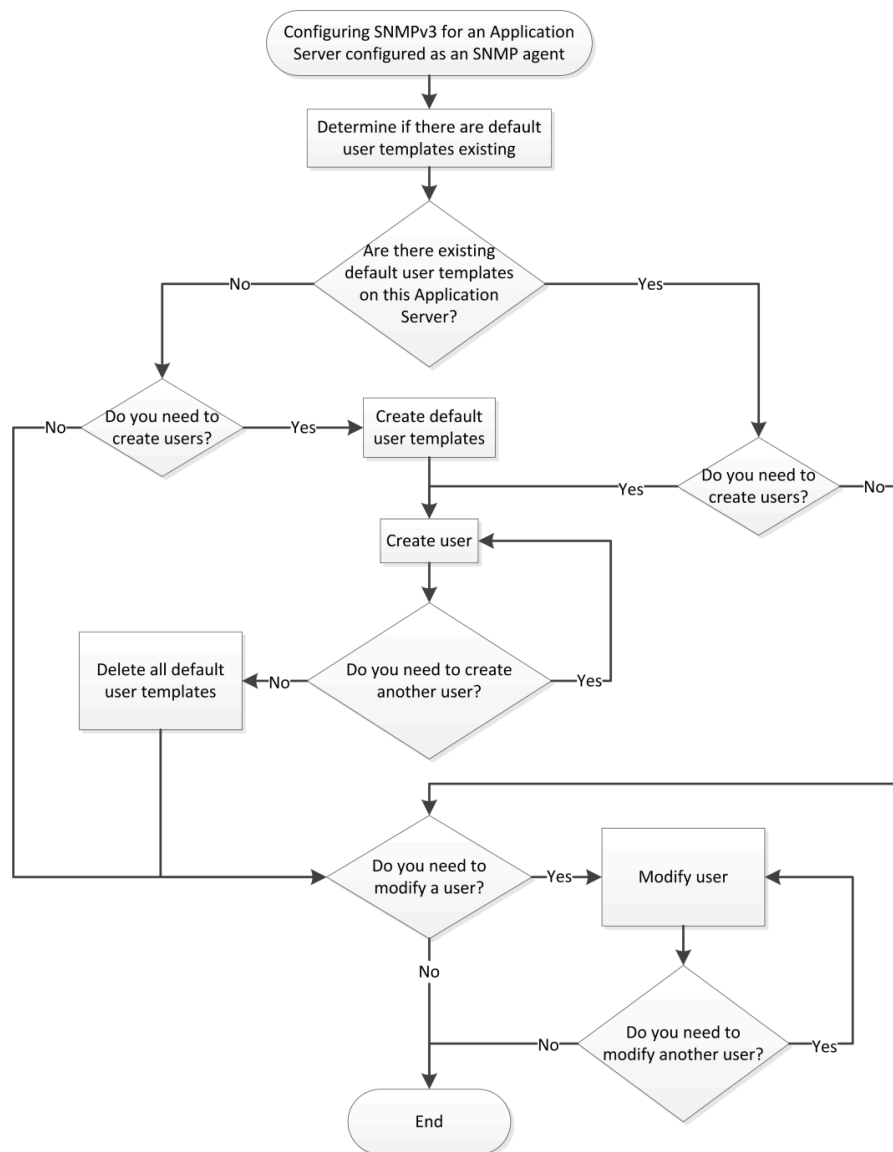 Configuring SNMPv3 for an Application
Server configured as an SNMP agent
Determine if there are default
user templates existing
Are there existing
default user templates
on this Application
Server?
No
Yes
Do you need to
create users?
No
Yes
Create default
user templates
Do you need to
create users?
Yes
No
Create user
Do you need to create
another user?
No
Yes
Delete all default
user templates
Do you need to
modify a user?
Yes
Modify user
No
Do you need to
modify another user?
No
Yes
End